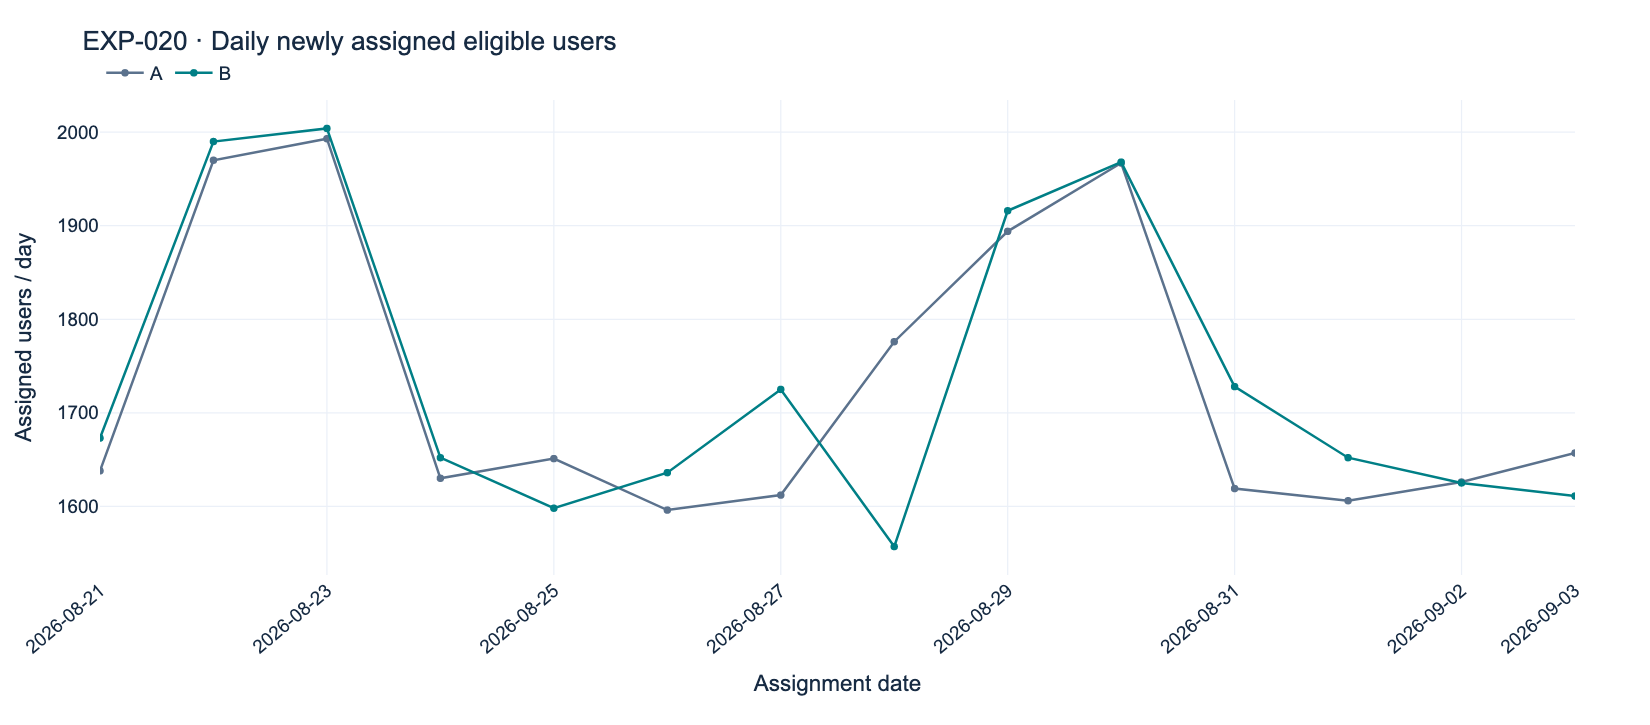 EXP-020 · Daily newly assigned eligible users
A B
2000
1900
1800
1700
1600
Assigned users / day
2026-08-21 2026-08-23 2026-08-25 2026-08-27 2026-08-29 2026-08-31 2026-09-02 2026-09-03
Assignment date